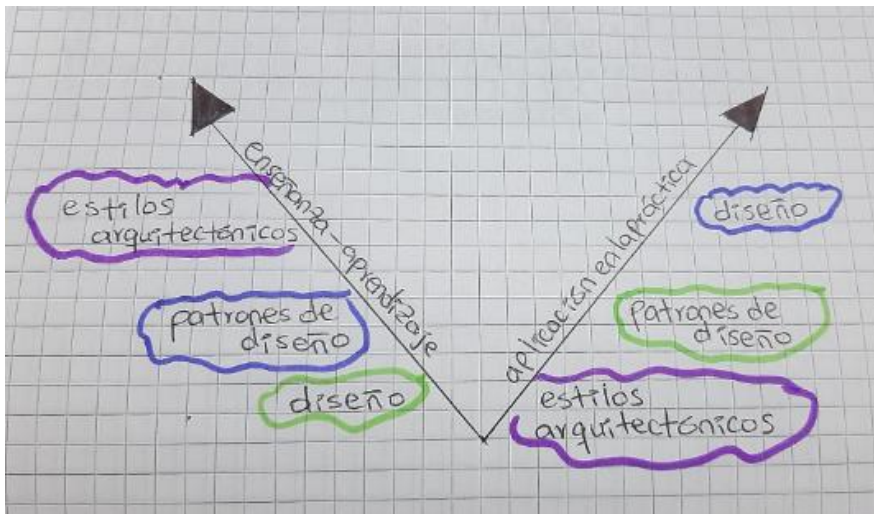 enseñanza - aprendizaje
estilos
arquitectónicos
patrones de
diseño
diseño
aplicación en la práctica
diseño
patrones de
diseño
estilos
arquitectónicos